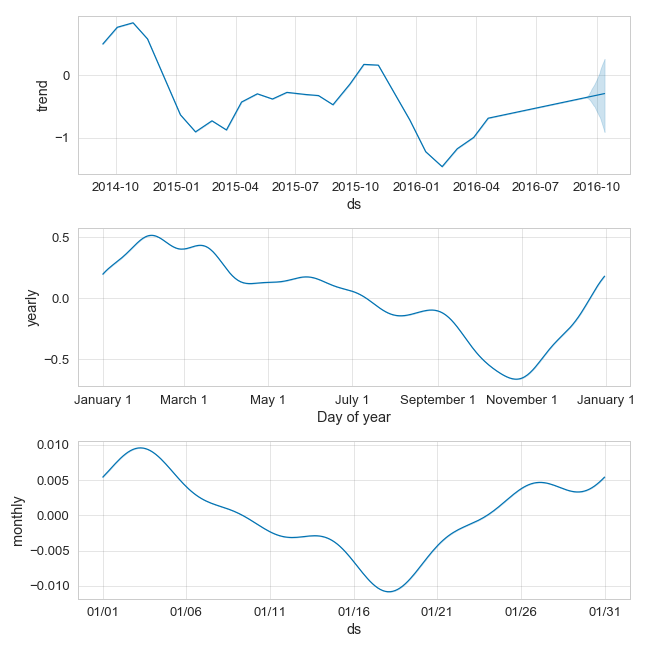 0
−1
trend
2014-10 2015-01 2015-04 2015-07 2015-10 2016-01 2016-04 2016-07 2016-10
ds
0.5
0.0
−0.5
yearly
January 1 March 1 May 1 July 1 September 1 November 1 January 1
Day of year
0.010
0.005
0.000
−0.005
−0.010
monthly
01/01 01/06 01/11 01/16 01/21 01/26 01/31
ds